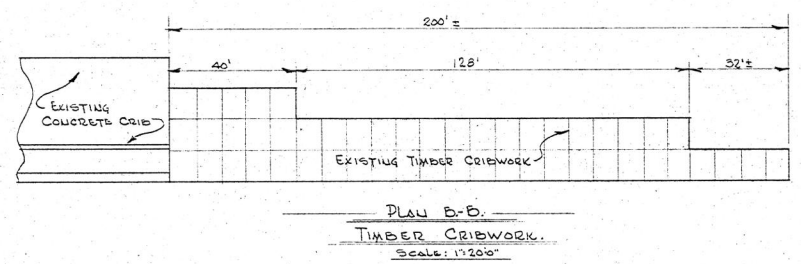 200' ±
40'
128'
32'±
EXISTING
CONCRETE CRIB
EXISTING TIMBER CRIBWORK
PLAN B-B.
TIMBER CRIBWORK.
SCALE: 1"=20'0"